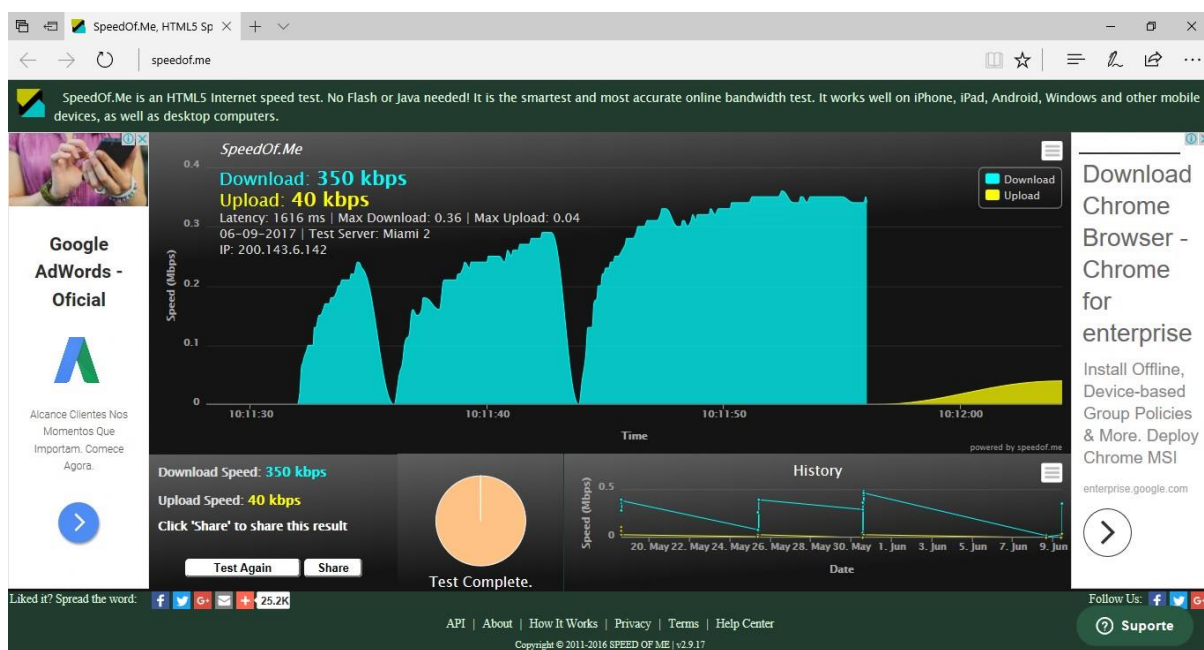 SpeedOf.Me, HTML5 Sp
speedof.me
SpeedOf.Me is an HTML5 Internet speed test. No Flash or Java needed! It is the smartest and most accurate online bandwidth test. It works well on iPhone, iPad, Android, Windows and other mobile
devices, as well as desktop computers.
Google
AdWords -
Oficial
Alcance Clientes Nos
Momentos Que
Importam. Comece
Agora.
SpeedOf.Me
Download: 350 kbps
Upload: 40 kbps
Latency: 1616 ms | Max Download: 0.36 | Max Upload: 0.04
06-09-2017 | Test Server: Miami 2
IP: 200.143.6.142
Download
Upload
Speed (Mbps)
0.4
0.3
0.2
0.1
0
10:11:30 10:11:40 10:11:50 10:12:00
Time
powered by speedof.me
Download
Chrome
Browser -
Chrome
for
enterprise
Install Offline,
Device-based
Group Policies
& More. Deploy
Chrome MSI
enterprise.google.com
Download Speed: 350 kbps
Upload Speed: 40 kbps
Click 'Share' to share this result
Test Again Share
Test Complete.
History
Speed (Mbps)
0.5
0
20. May 22. May 24. May 26. May 28. May 30. May 1. Jun 3. Jun 5. Jun 7. Jun 9. Jun
Date
Liked it? Spread the word: 25.2K
Follow Us:
API | About | How It Works | Privacy | Terms | Help Center
Copyright © 2011-2016 SPEED OF ME | v2.9.17
Suporte